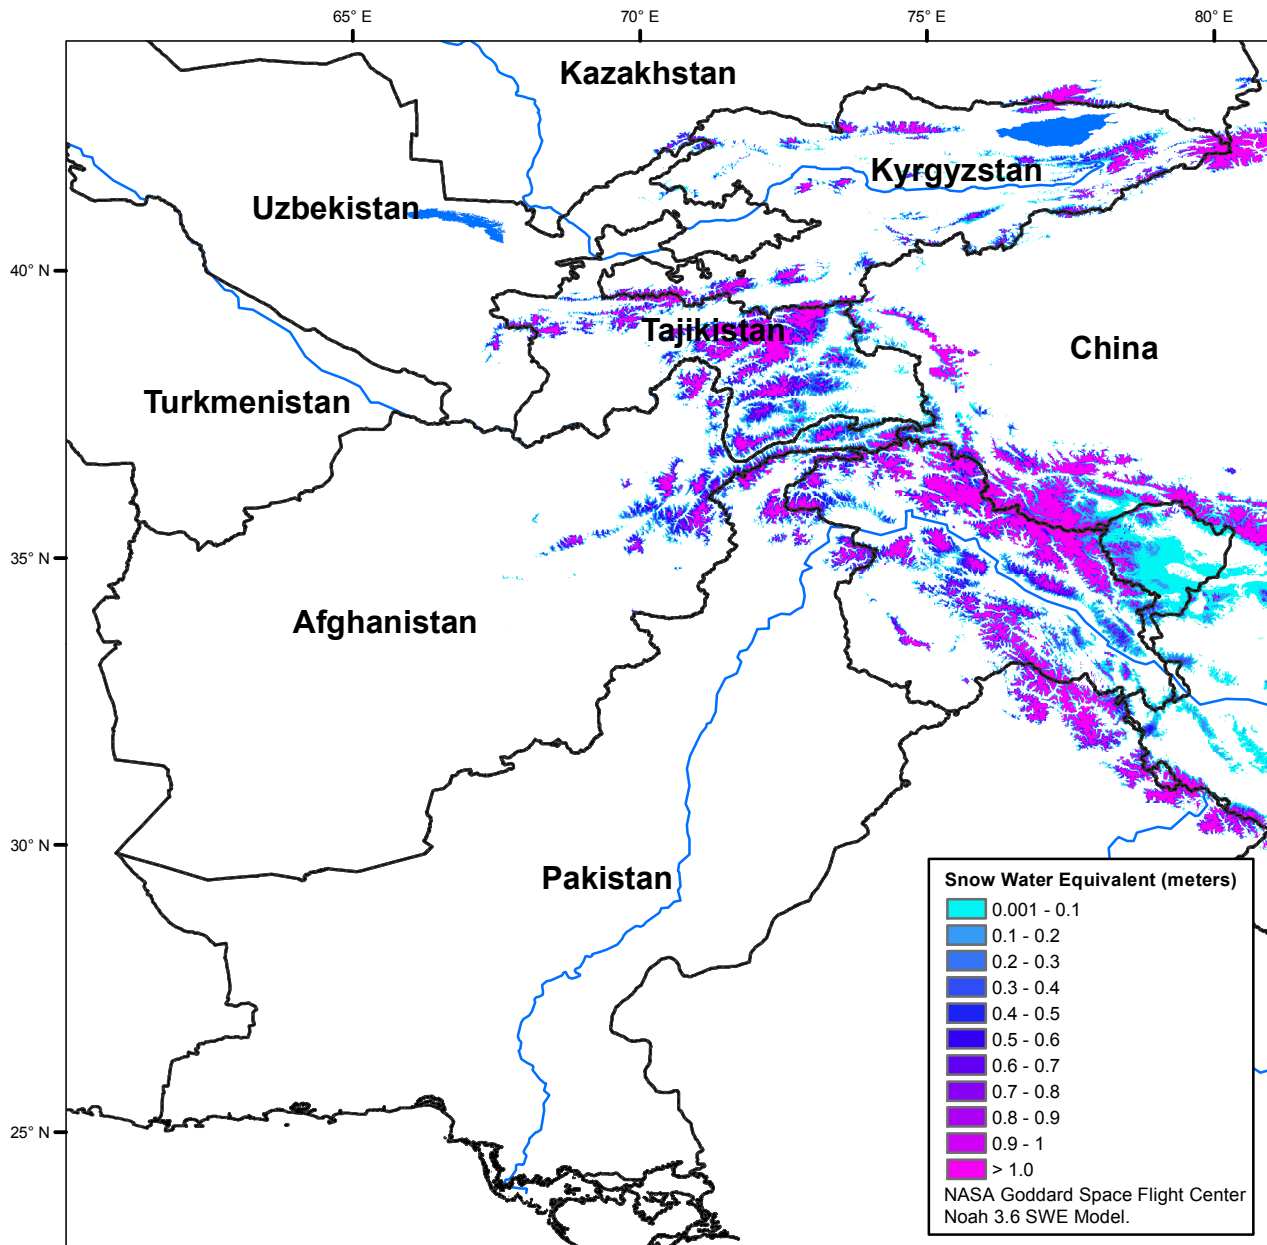 65° E
70° E
75° E
80° E
Kazakhstan
Kyrgyzstan
Uzbekistan
40° N
Tajikistan
China
Turkmenistan
35° N
Afghanistan
30° N
Pakistan
25° N
Snow Water Equivalent (meters)
0.001 - 0.1
0.1 - 0.2
0.2 - 0.3
0.3 - 0.4
0.4 - 0.5
0.5 - 0.6
0.6 - 0.7
0.7 - 0.8
0.8 - 0.9
0.9 - 1
> 1.0
NASA Goddard Space Flight Center
Noah 3.6 SWE Model.